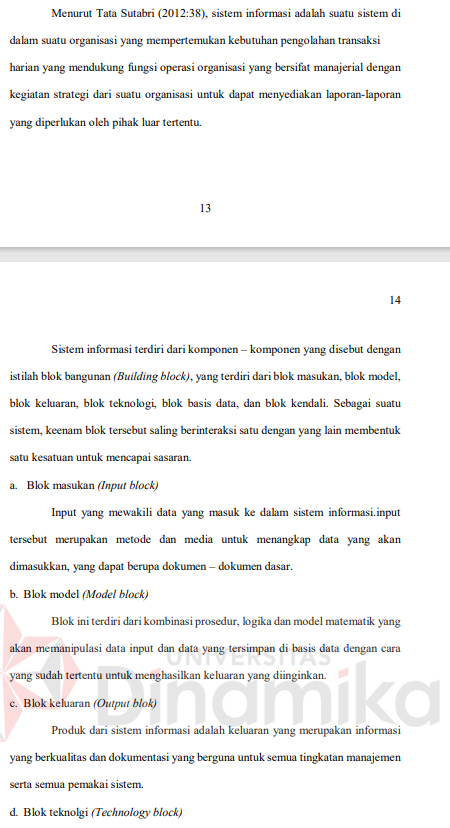 Menurut Tata Sutabri (2012:38), sistem informasi adalah suatu sistem di
dalam suatu organisasi yang mempertemukan kebutuhan pengolahan transaksi
harian yang mendukung fungsi operasi organisasi yang bersifat manajerial dengan
kegiatan strategi dari suatu organisasi untuk dapat menyediakan laporan-laporan
yang diperlukan oleh pihak luar tertentu.
13
14
Sistem informasi terdiri dari komponen – komponen yang disebut dengan
istilah blok bangunan (Building block), yang terdiri dari blok masukan, blok model,
blok keluaran, blok teknologi, blok basis data, dan blok kendali. Sebagai suatu
sistem, keenam blok tersebut saling berinteraksi satu dengan yang lain membentuk
satu kesatuan untuk mencapai sasaran.
a. Blok masukan (Input block)
Input yang mewakili data yang masuk ke dalam sistem informasi.input
tersebut merupakan metode dan media untuk menangkap data yang akan
dimasukkan, yang dapat berupa dokumen – dokumen dasar.
b. Blok model (Model block)
Blok ini terdiri dari kombinasi prosedur, logika dan model matematik yang
akan memanipulasi data input dan data yang tersimpan di basis data dengan cara
yang sudah tertentu untuk menghasilkan keluaran yang diinginkan.
UNIVERSITAS
Dinamika
c. Blok keluaran (Output blok)
Produk dari sistem informasi adalah keluaran yang merupakan informasi
yang berkualitas dan dokumentasi yang berguna untuk semua tingkatan manajemen
serta semua pemakai sistem.
d. Blok teknolgi (Technology block)